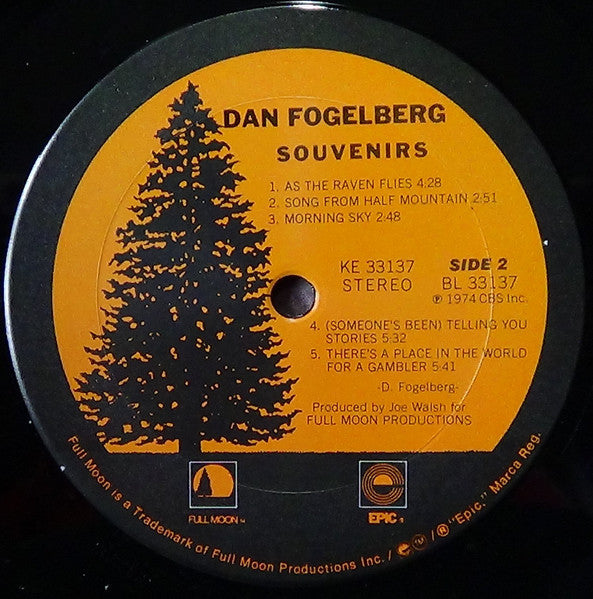 DAN FOGELBERG
SOUVENIRS
1. AS THE RAVEN FLIES 4:28
2. SONG FROM HALF MOUNTAIN 2:51
3. MORNING SKY 2:48
KE 33137
STEREO
SIDE 2
BL 33137
℗ 1974 CBS Inc.
4. (SOMEONE'S BEEN) TELLING YOU
STORIES 5:32
5. THERE'S A PLACE IN THE WORLD
FOR A GAMBLER 5:41
-D. Fogelberg-
Produced by Joe Walsh for
FULL MOON PRODUCTIONS
FULL MOON™
EPIC ®
Full Moon is a Trademark of Full Moon Productions Inc. / ® "Epic," Marca Reg.